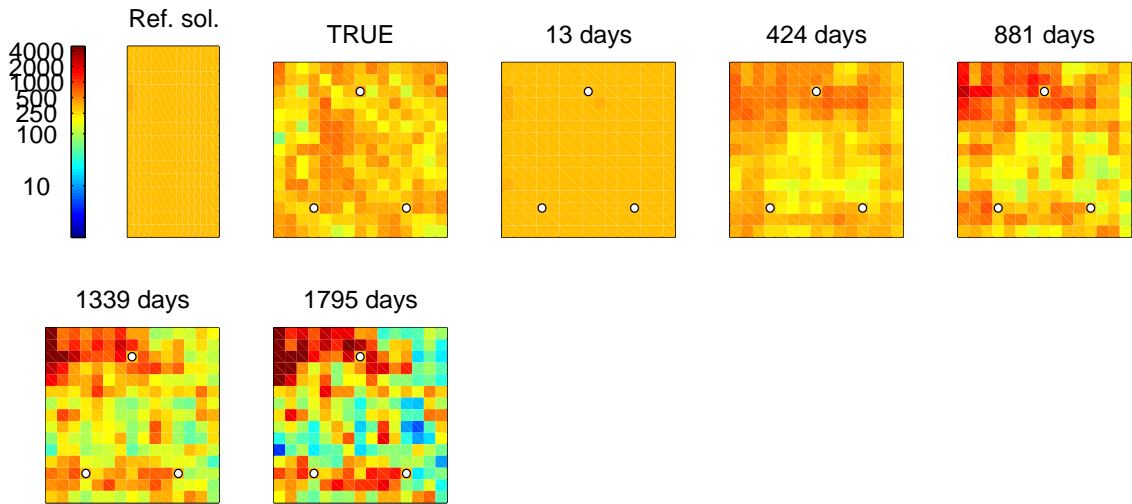 Ref. sol.
TRUE
13 days
424 days
881 days
4000
2000
1000
500
250
100
10
1339 days
1795 days